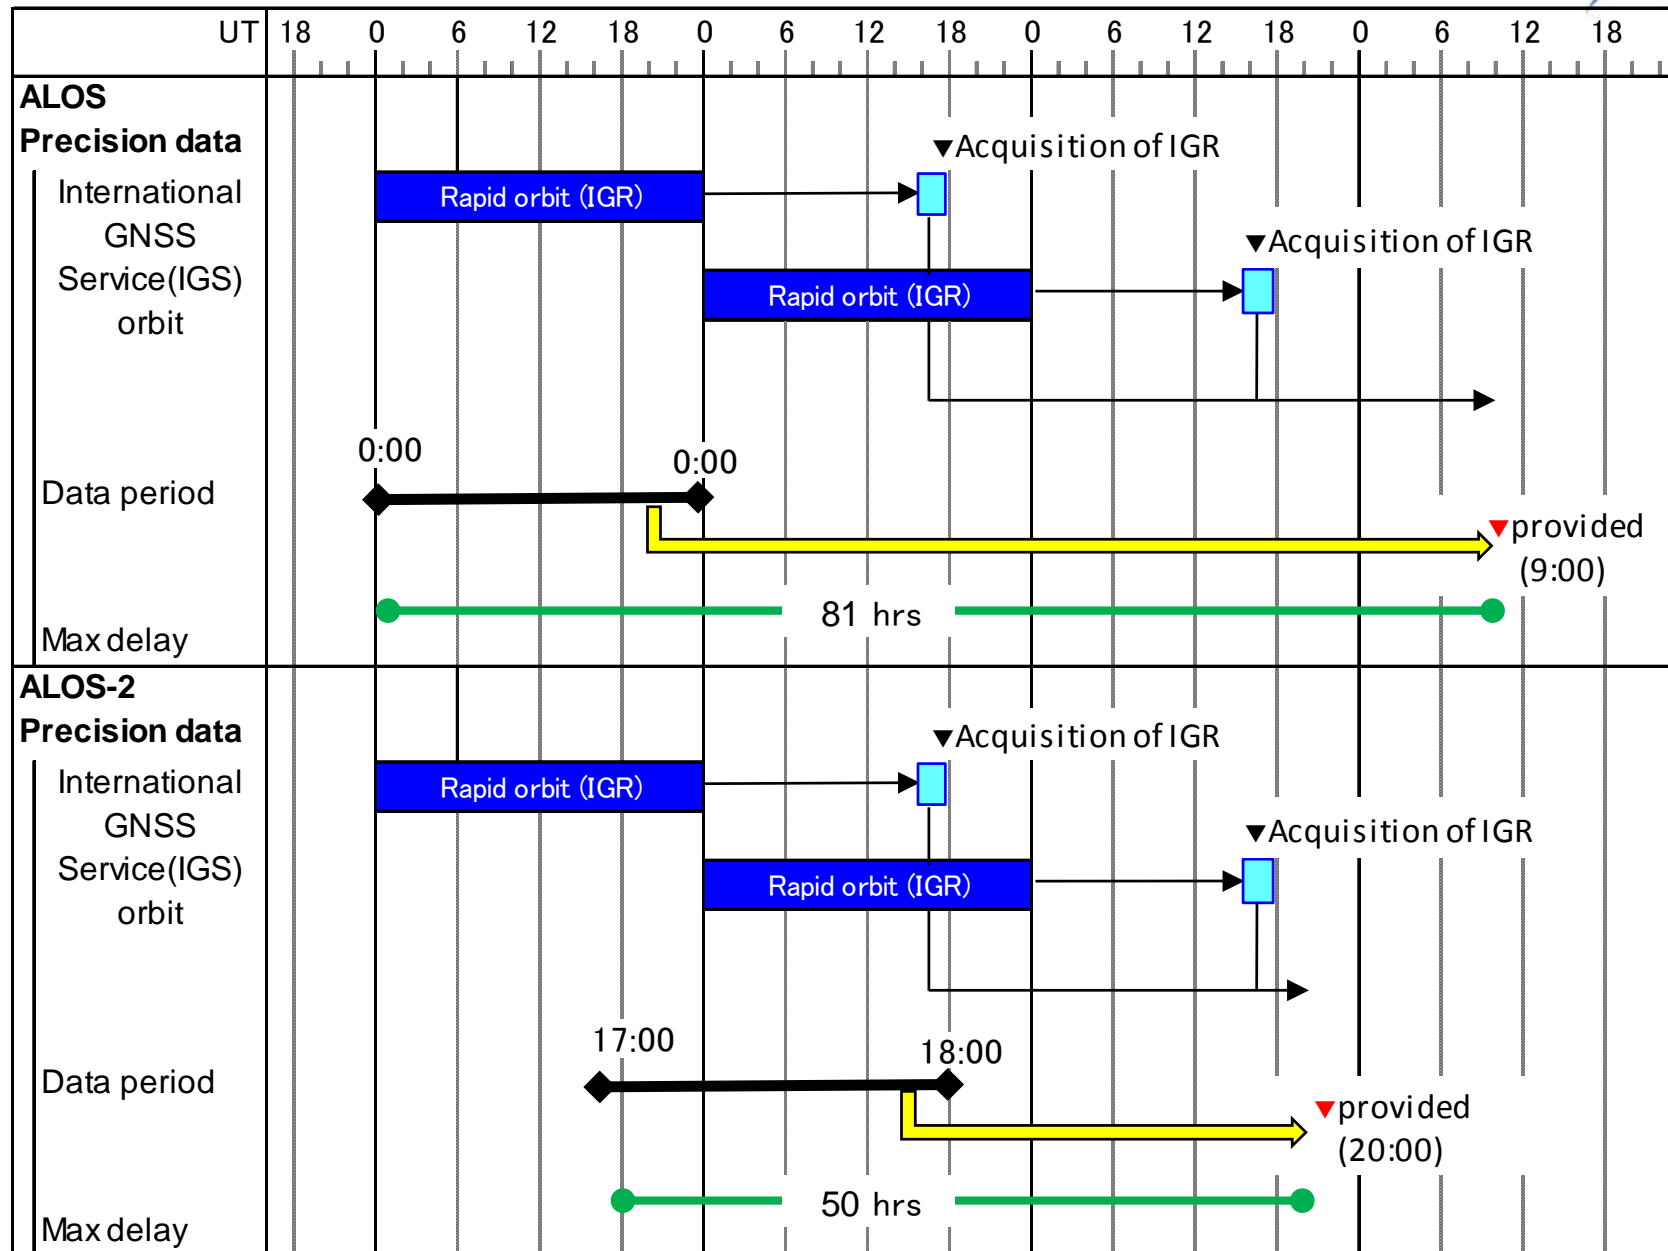 UT 18 0 6 12 18 0 6 12 18 0 6 12 18 0 6 12 18
ALOS
Precision data
▼Acquisition of IGR
International
GNSS
Service(IGS)
orbit
Rapid orbit (IGR)
▼Acquisition of IGR
Rapid orbit (IGR)
0:00
0:00
Data period
▼provided
(9:00)
81 hrs
Max delay
ALOS-2
Precision data
▼Acquisition of IGR
International
GNSS
Service(IGS)
orbit
Rapid orbit (IGR)
▼Acquisition of IGR
Rapid orbit (IGR)
17:00
18:00
Data period
▼provided
(20:00)
50 hrs
Max delay